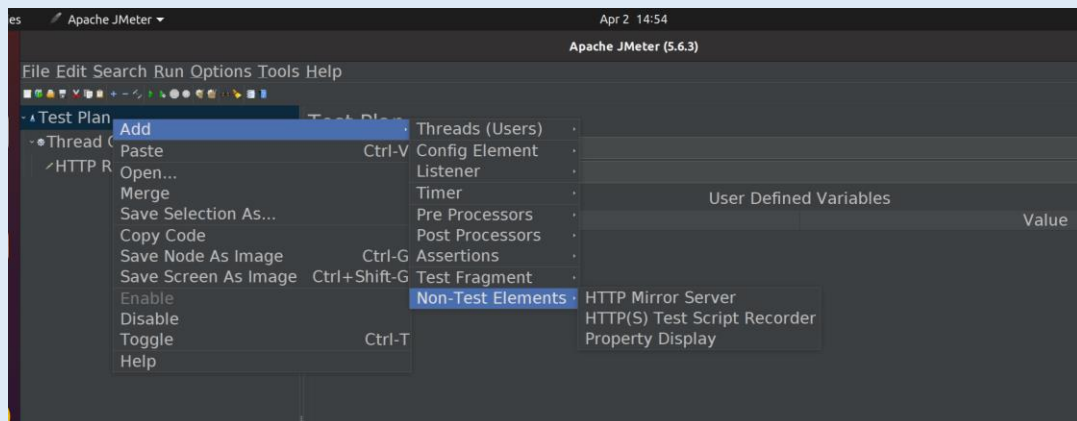 es Apache JMeter Apr 2 14:54
Apache JMeter (5.6.3)
File Edit Search Run Options Tools Help
Test Plan
Add Threads (Users)
Thread
Paste Ctrl-V Config Element
HTTP R
Open... Listener
Merge Timer User Defined Variables
Save Selection As... Pre Processors Value
Copy Code Post Processors
Save Node As Image Ctrl-G Assertions
Save Screen As Image Ctrl+Shift-G Test Fragment
Enable Non-Test Elements HTTP Mirror Server
Disable HTTP(S) Test Script Recorder
Toggle Ctrl-T Property Display
Help